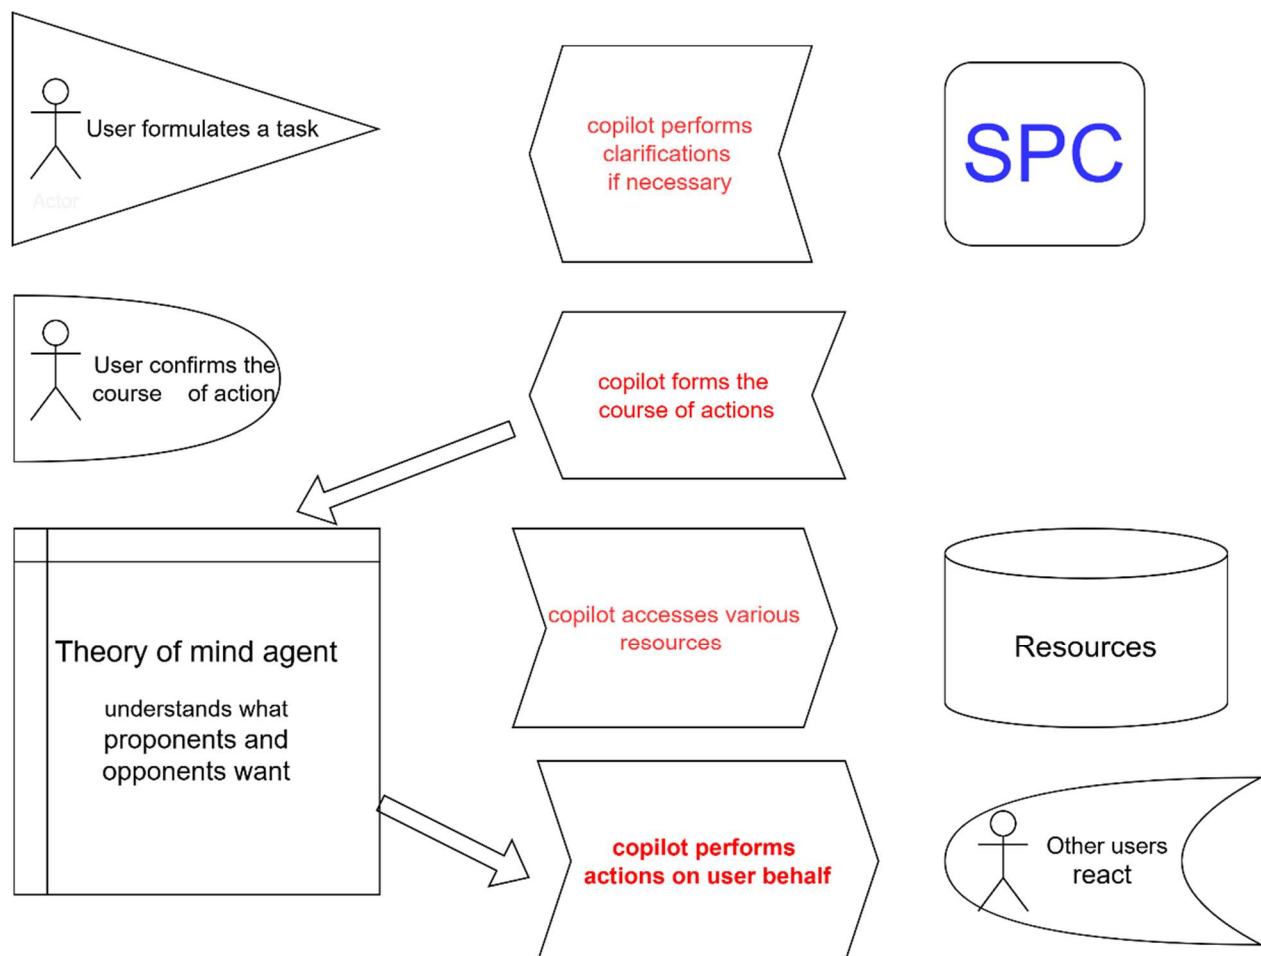 User formulates a task
Actor
copilot performs
clarifications
if necessary
SPC
User confirms the
course of action
copilot forms the
course of actions
Theory of mind agent
understands what
proponents and
opponents want
copilot accesses various
resources
Resources
copilot performs
actions on user behalf
Other users
react